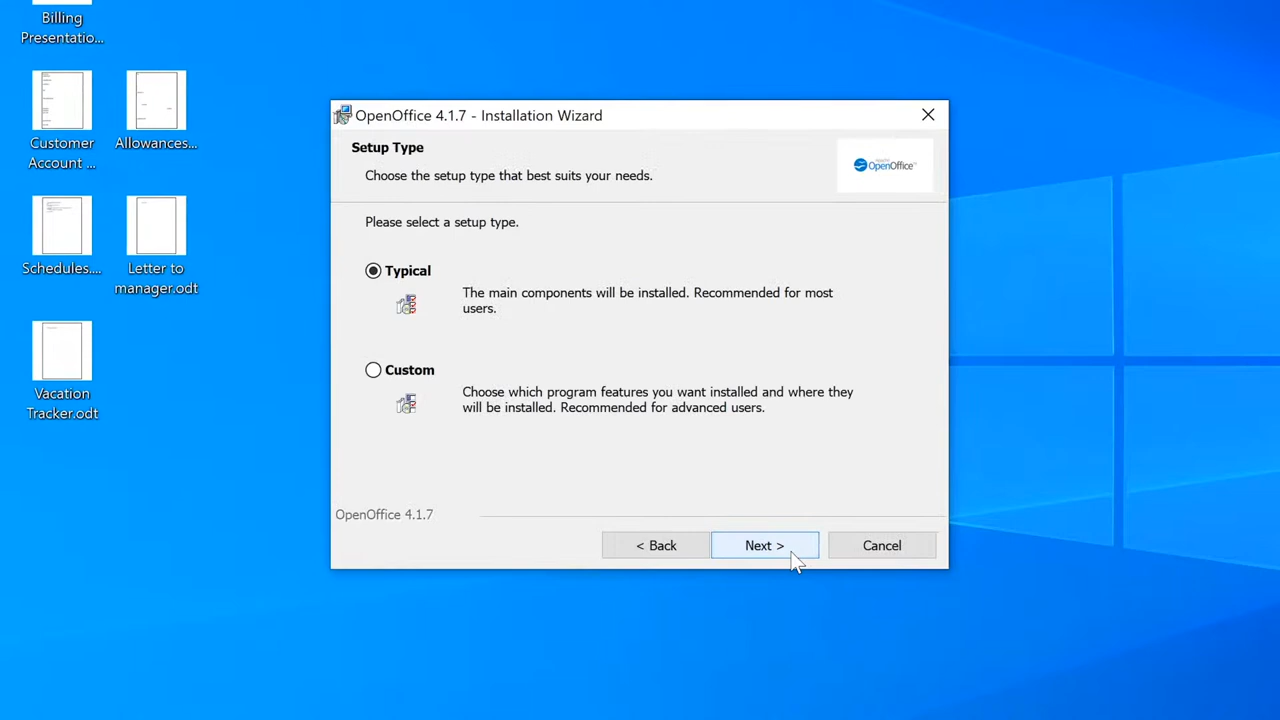 Billing
Presentatio...
Customer
Account ...
Allowances...
Schedules....
Letter to
manager.odt
Vacation
Tracker.odt
OpenOffice 4.1.7 - Installation Wizard
Setup Type
Choose the setup type that best suits your needs.
OpenOffice
Please select a setup type.
Typical
The main components will be installed. Recommended for most
users.
Custom
Choose which program features you want installed and where they
will be installed. Recommended for advanced users.
OpenOffice 4.1.7
< Back
Next >
Cancel